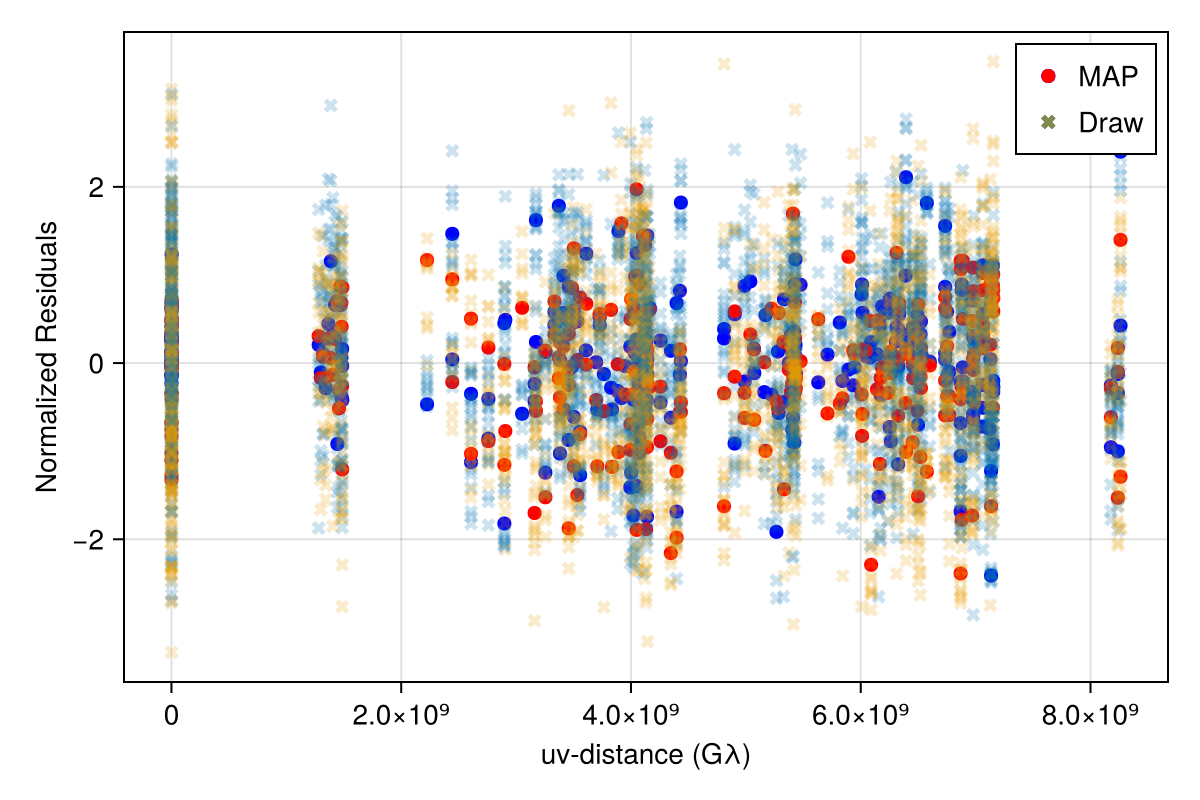 MAP
Draw
2
0
−2
Normalized Residuals
0
2.0×10⁹
4.0×10⁹
6.0×10⁹
8.0×10⁹
uv-distance (Gλ)